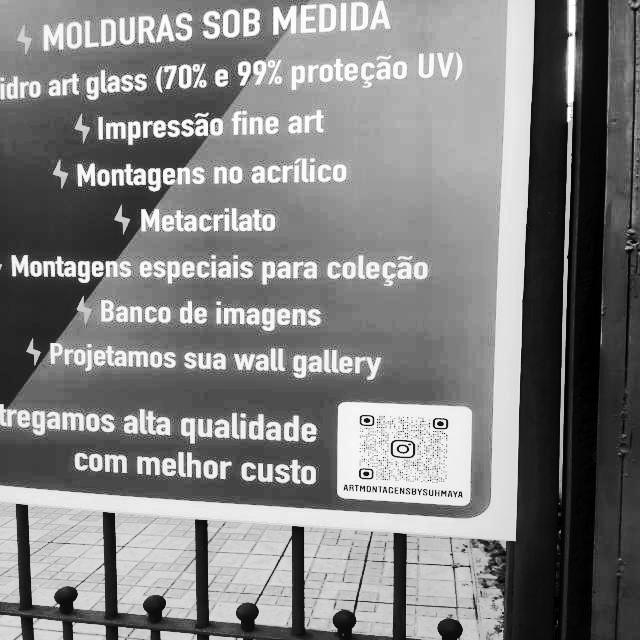 MOLDURAS SOB MEDIDA
idro art glass (70% e 99% proteção UV)
Impressão fine art
Montagens no acrílico
Metacrilato
Montagens especiais para coleção
Banco de imagens
Projetamos sua wall gallery
tregamos alta qualidade
com melhor custo
ARTMONTAGENSBYSUHMAYA